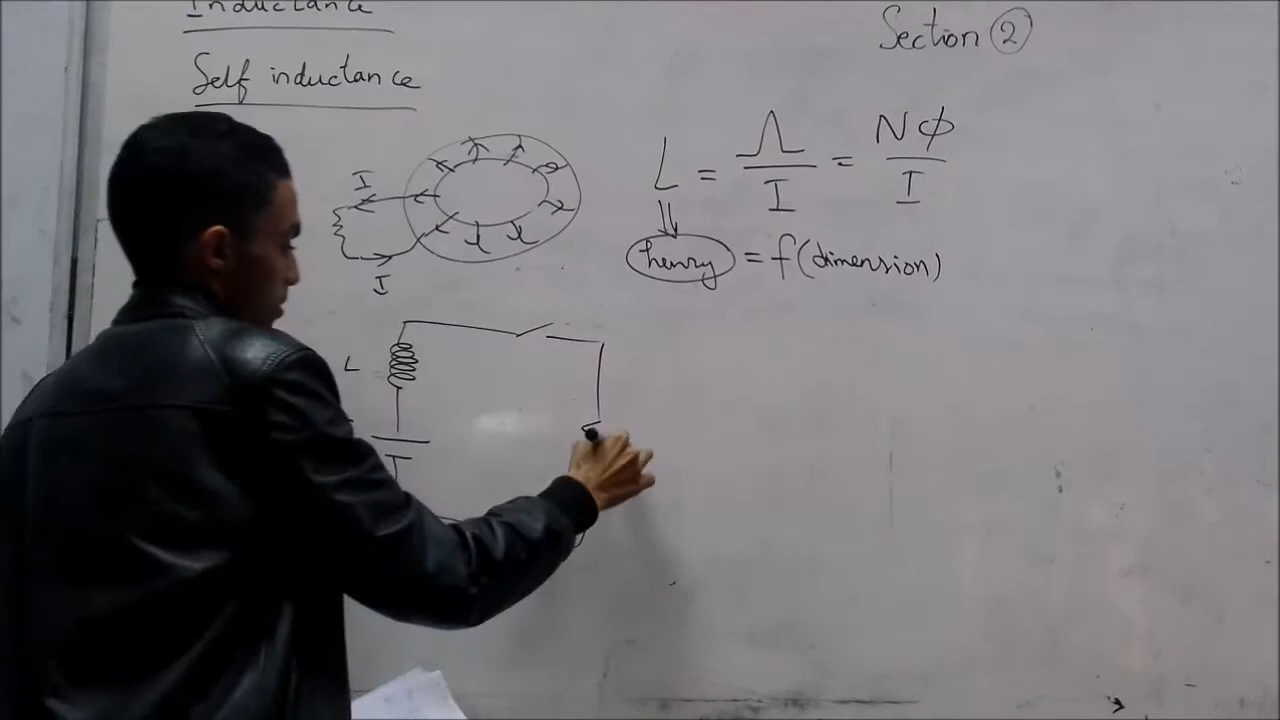 Inductance
Self inductance
Section 2
L = Λ / I = NΦ / I
henry = f(dimension)
I
I
L